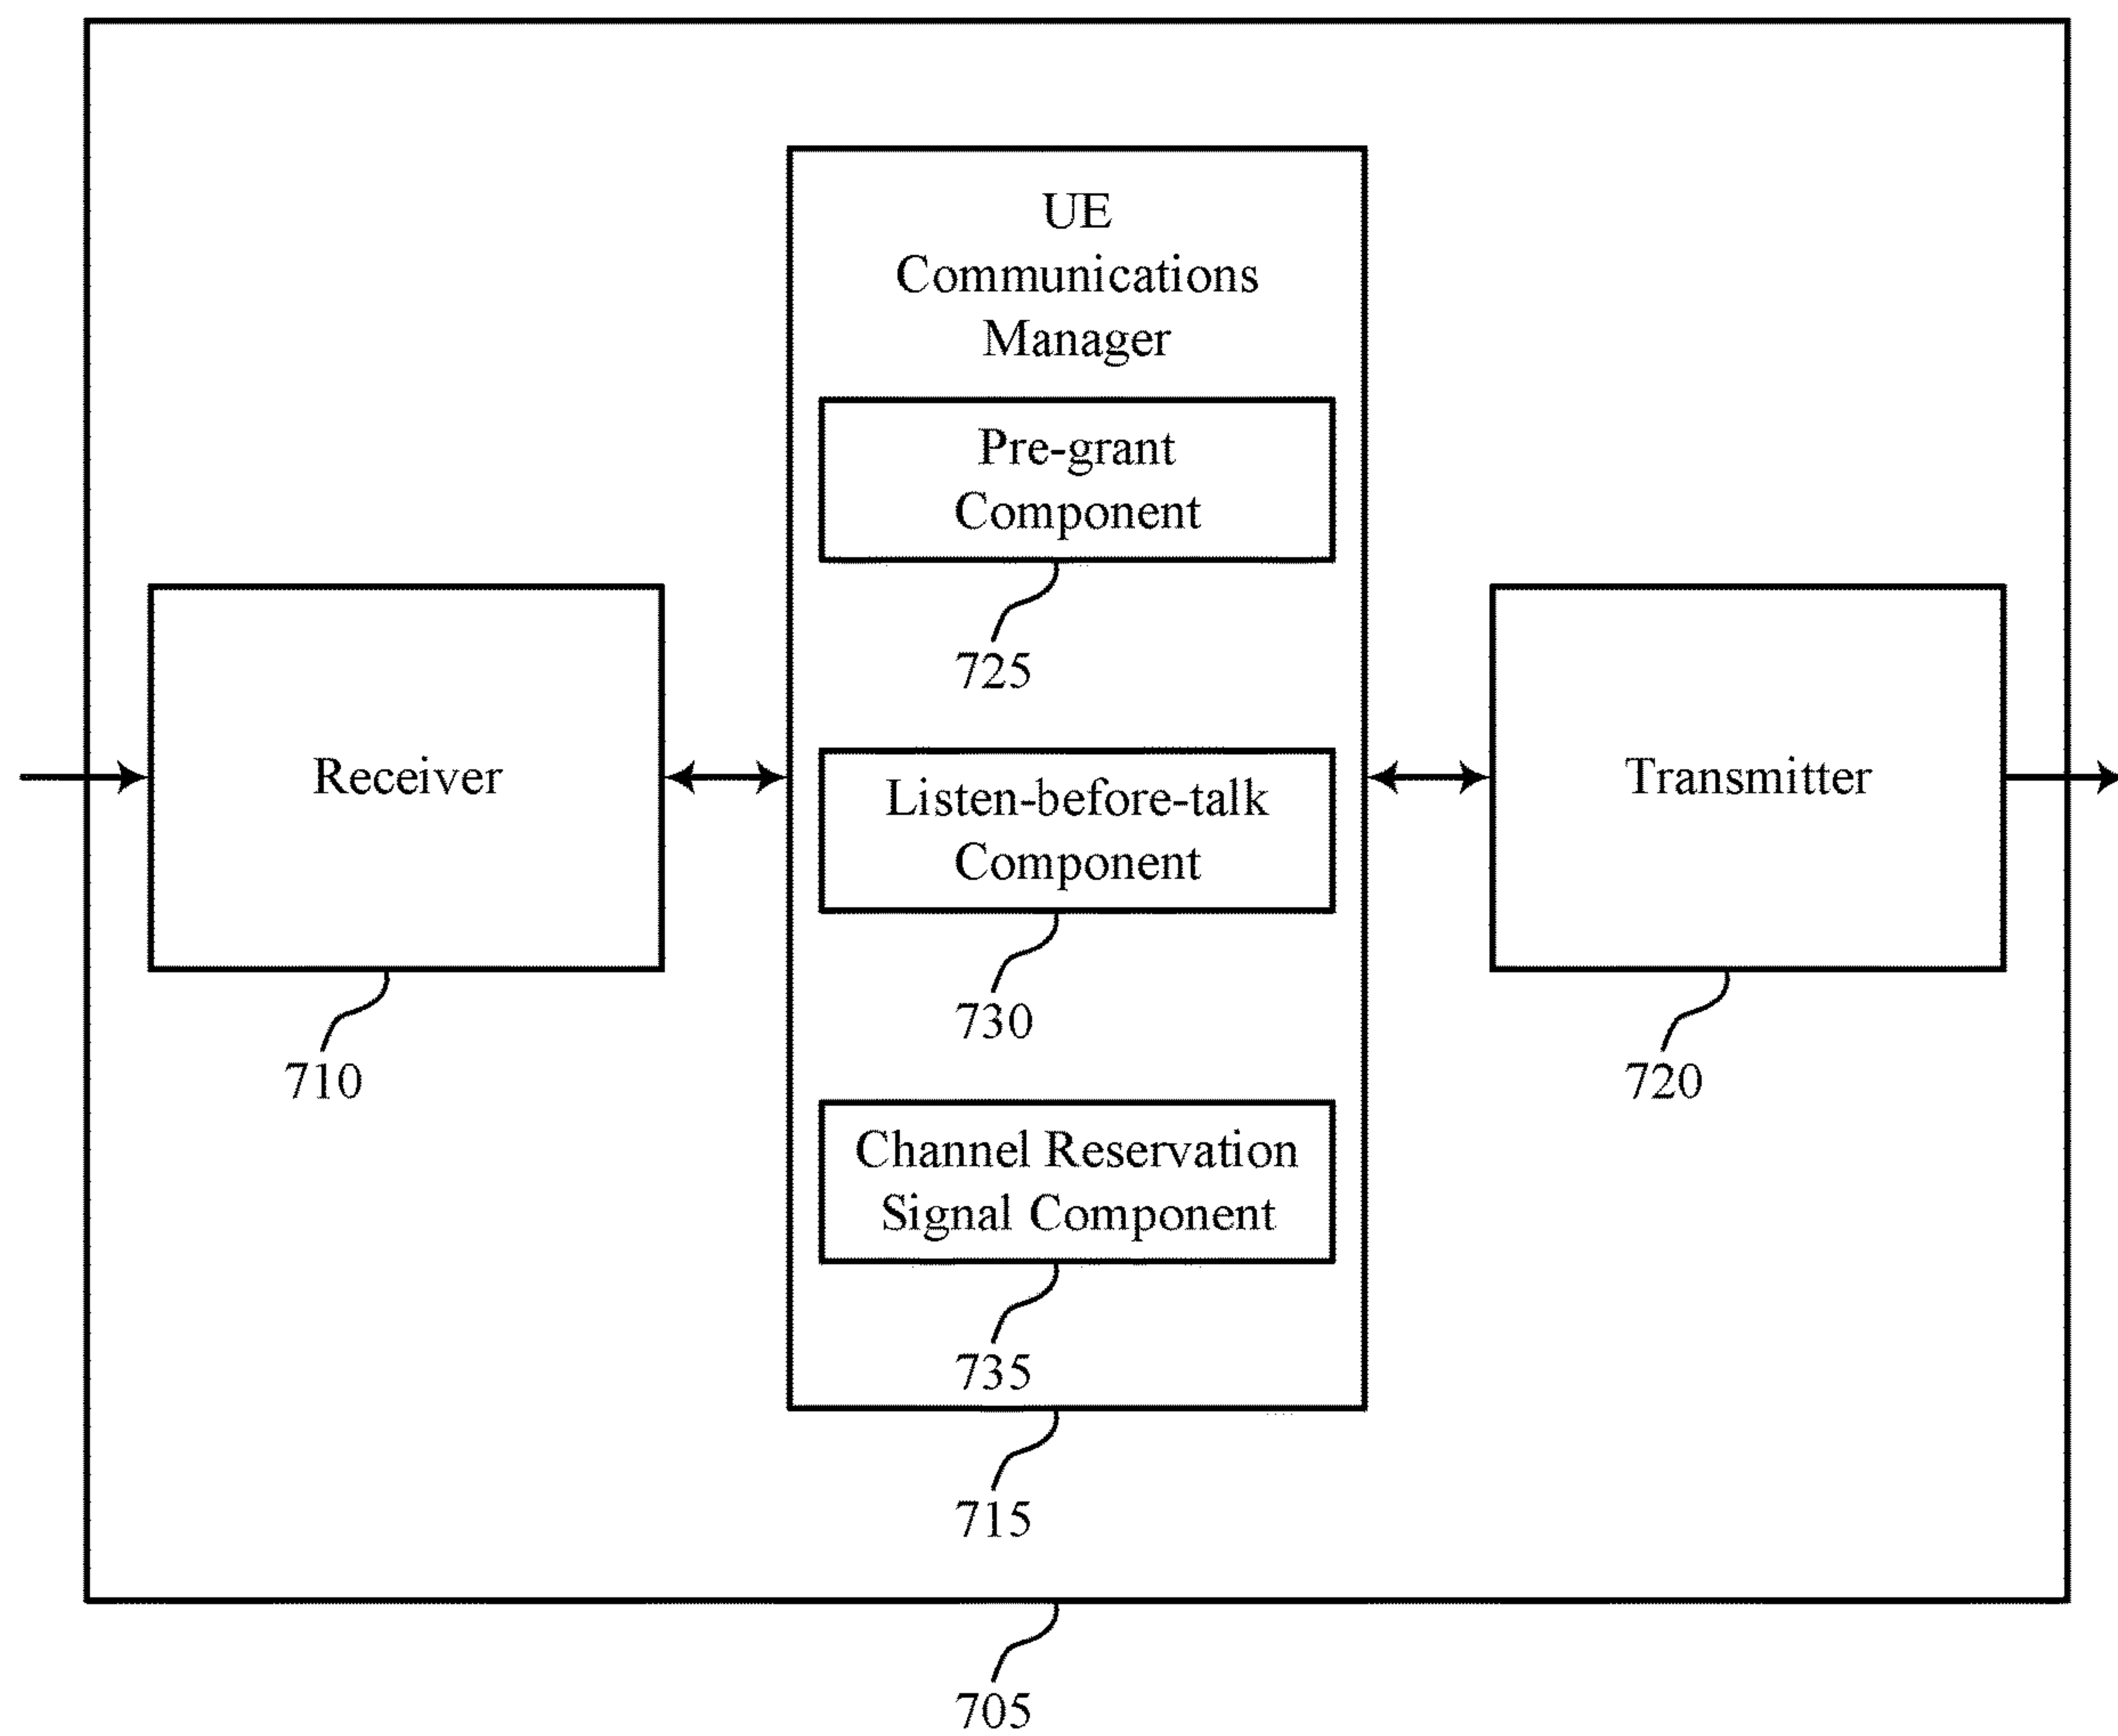 UE
Communications
Manager
Pre-grant
Component
725
Receiver
Listen-before-talk
Component
Transmitter
730
710
720
Channel Reservation
Signal Component
735
715
705